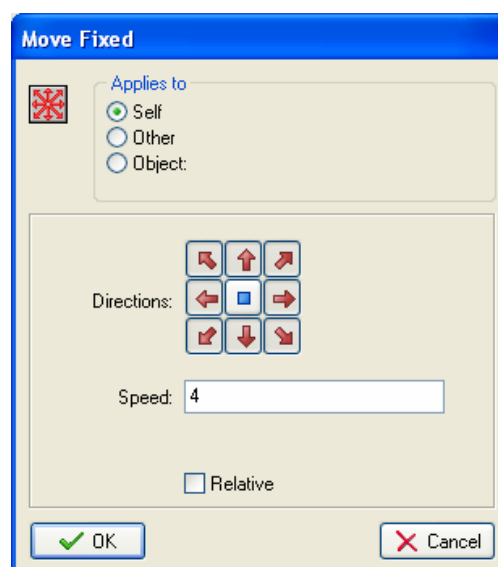 Move Fixed
Applies to
Self
Other
Object:
Directions:
Speed: 4
Relative
OK Cancel